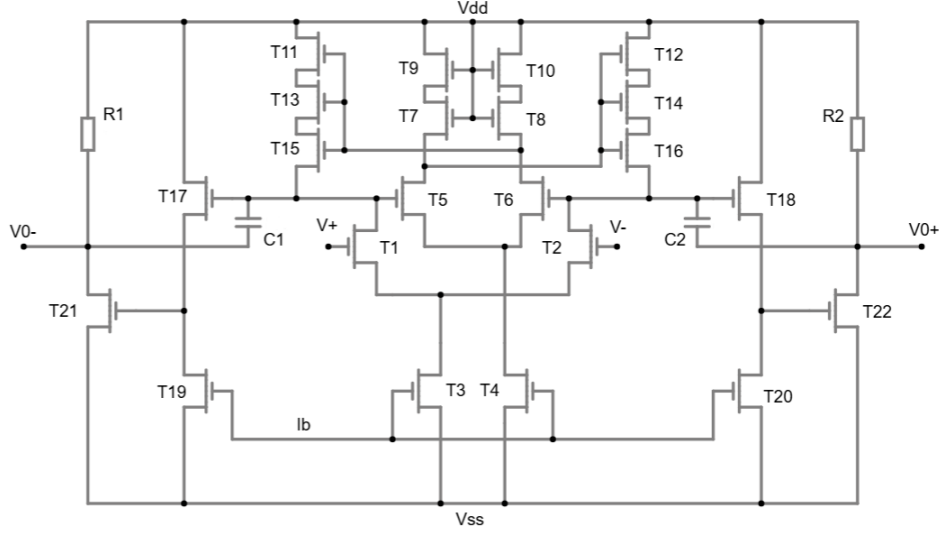 Vdd
T11 T9 T10 T12
R1 T13 T7 T8 T14 R2
T15 T16
T17 T5 T6 T18
V0- C1 V+ T1 T2 V- C2 V0+
T21 T22
T19 T3 T4 T20
Ib
Vss